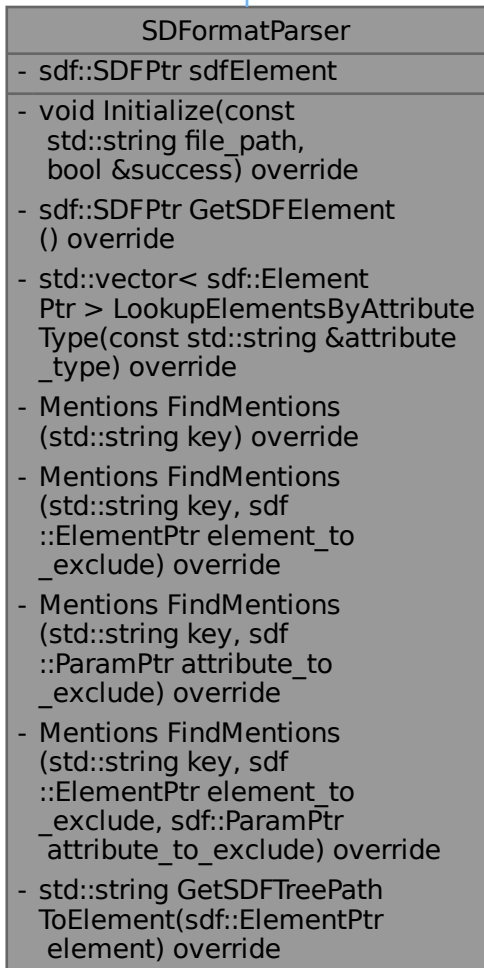 SDFormatParser
- sdf::SDFPtr sdfElement
- void Initialize(const
std::string file_path,
bool &success) override
- sdf::SDFPtr GetSDFElement
() override
- std::vector< sdf::Element
Ptr > LookupElementsByAttribute
Type(const std::string &attribute
_type) override
- Mentions FindMentions
(std::string key) override
- Mentions FindMentions
(std::string key, sdf
::ElementPtr element_to
_exclude) override
- Mentions FindMentions
(std::string key, sdf
::ParamPtr attribute_to
_exclude) override
- Mentions FindMentions
(std::string key, sdf
::ElementPtr element_to
_exclude, sdf::ParamPtr
attribute_to_exclude) override
- std::string GetSDFTreePath
ToElement(sdf::ElementPtr
element) override